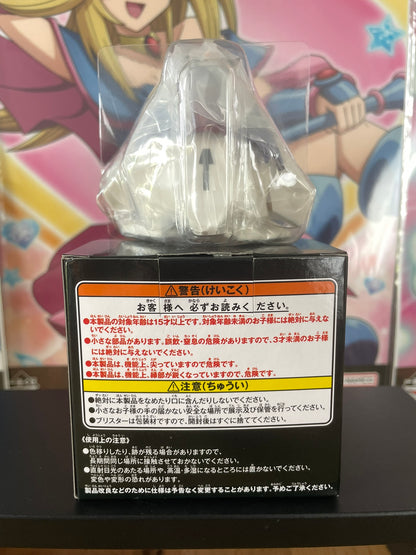 警告(けいこく)
お客様へ 必ずお読みください。
●本製品の対象年齢は15才以上です。対象年齢未満のお子様には絶対に与えな
いでください。
●小さな部品があります。誤飲・窒息の危険がありますので、3才未満のお子様
には絶対に与えないでください。
●本製品は、機能上、尖っていますので危険です。
●本製品は、機能上、縁部が鋭くなっていますので、危険です。
注意(ちゅうい)
●絶対に本製品をなめたり口に含んだりしないでください。
●小さなお子様の手の届かない安全な場所で展示及び保管を行ってください。
●ブリスターは包装材ですので、開封後はすぐに捨ててください。
《使用上の注意》
●色移りしたり、跡が残る場合がありますので、
長期間同じ場所に接触させておかないでください。
●直射日光のあたる場所や、高温・多湿になるところには置かないでください。
変色や変形の恐れがあります。
製品改良などのために仕様は予告なく変更することがあります。予めご了承ください。